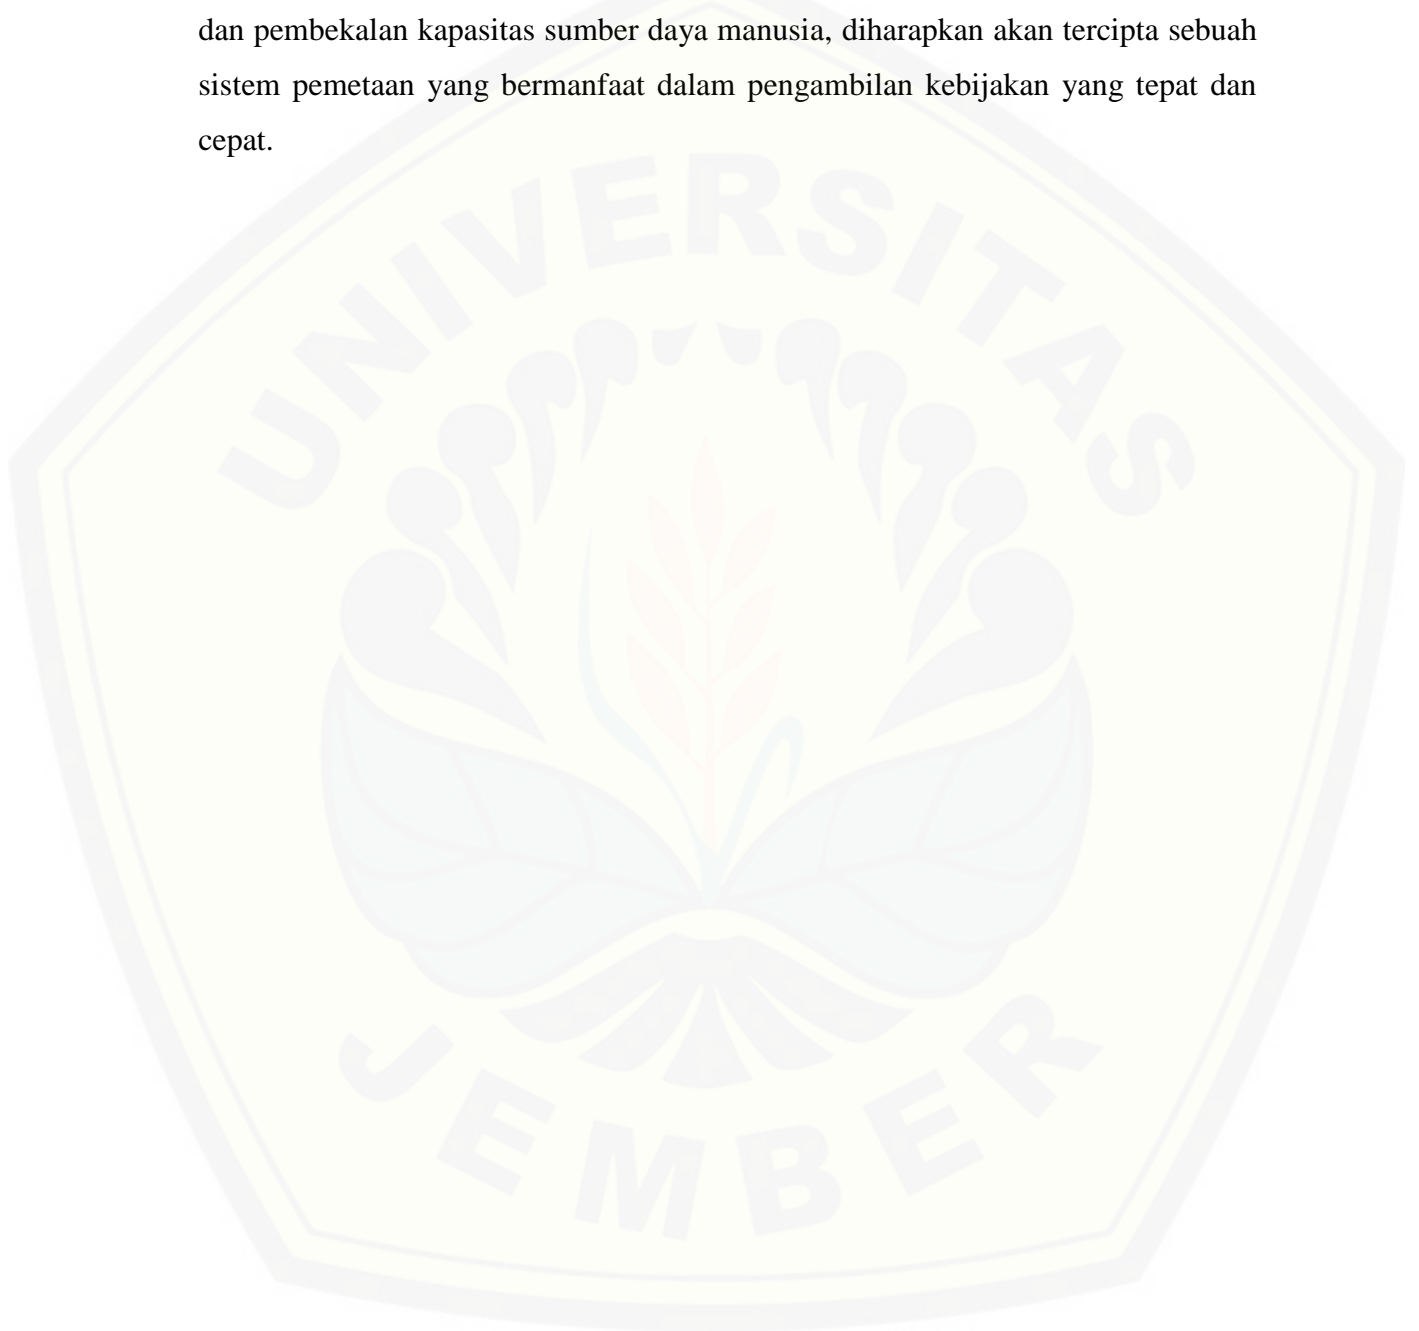 dan pembekalan kapasitas sumber daya manusia, diharapkan akan tercipta sebuah
sistem pemetaan yang bermanfaat dalam pengambilan kebijakan yang tepat dan
cepat.
UNIVERSITAS
JEMBER